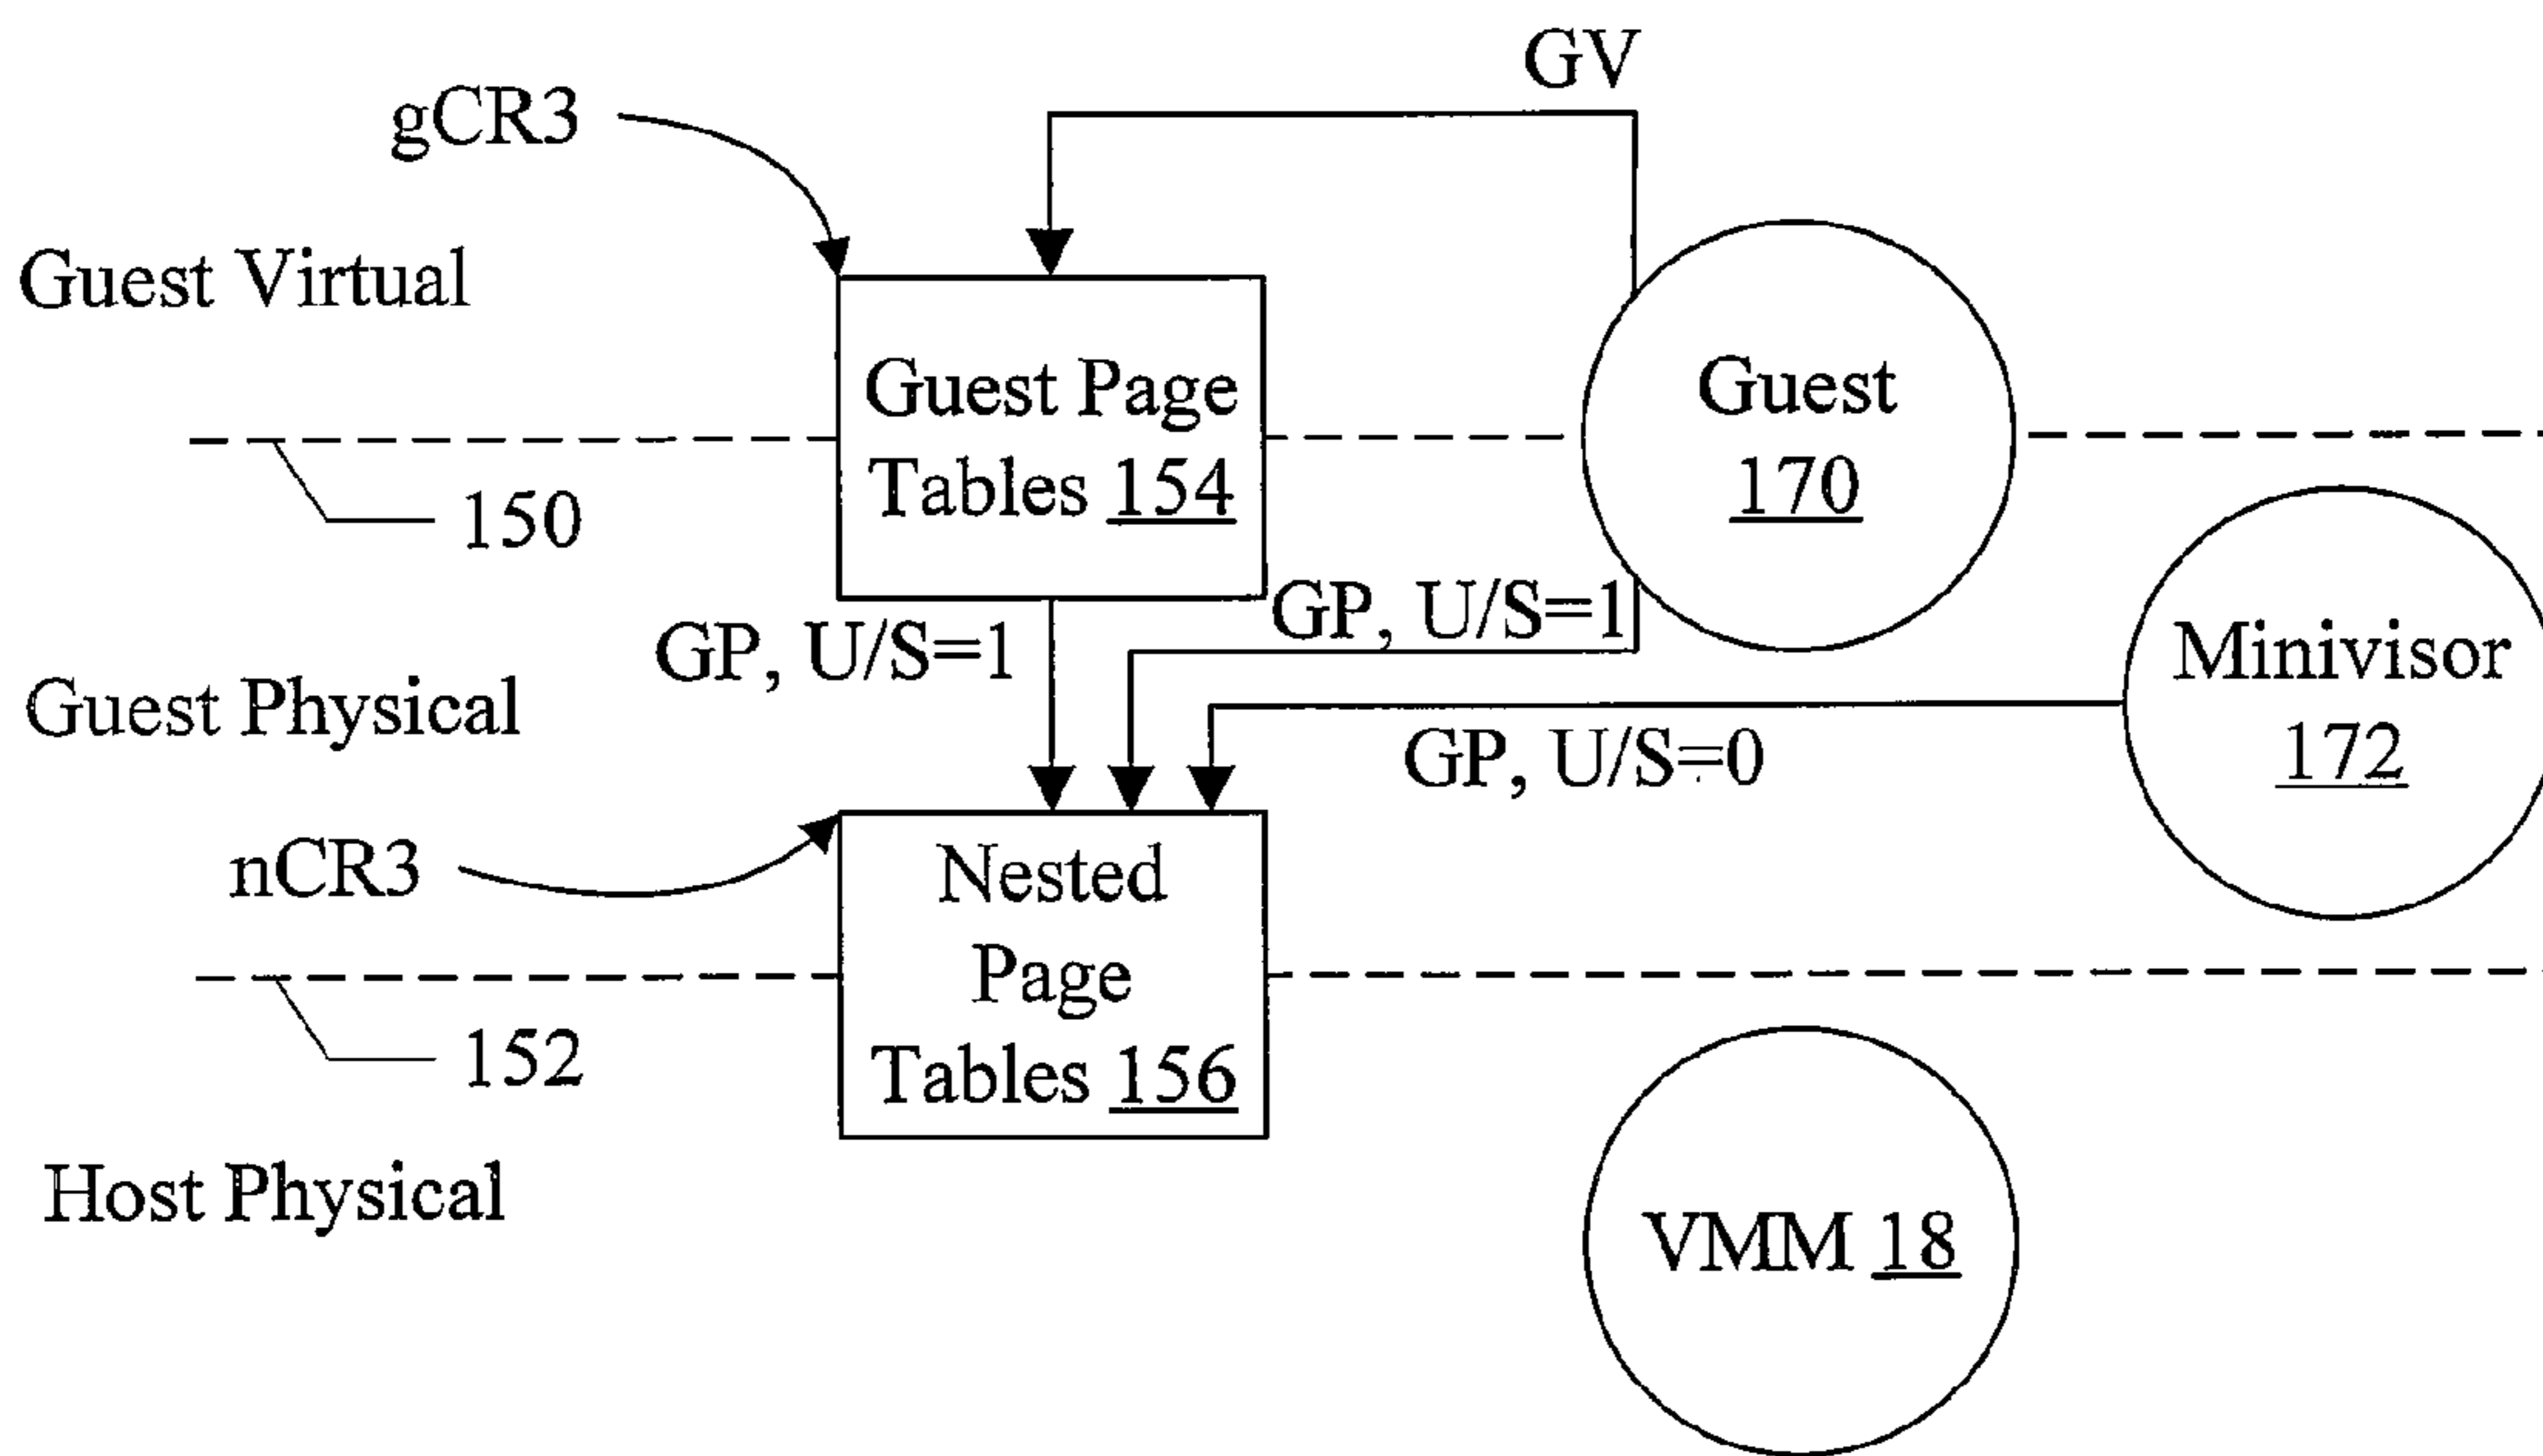 GV
gCR3
Guest Virtual
Guest Page
Tables 154
Guest
170
150
GP, U/S=1
GP, U/S=1
Minivisor
172
Guest Physical
GP, U/S=0
nCR3
Nested
Page
Tables 156
152
Host Physical
VMM 18